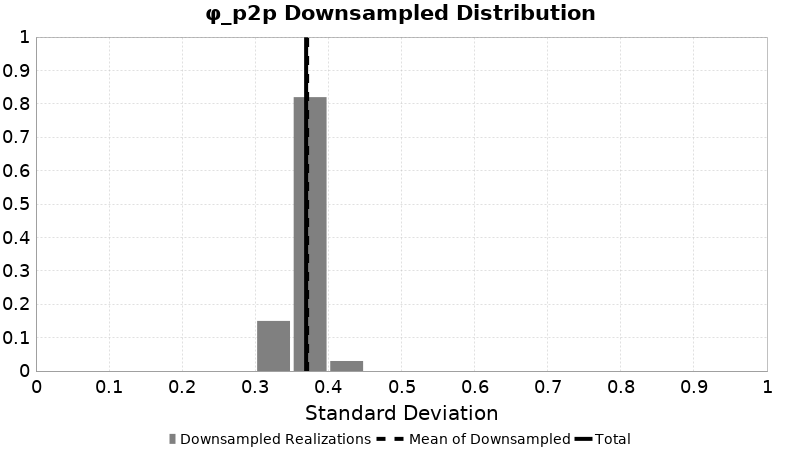 φ_p2p Downsampled Distribution
1
0.9
0.8
0.7
0.6
0.5
0.4
0.3
0.2
0.1
0
0 0.1 0.2 0.3 0.4 0.5 0.6 0.7 0.8 0.9 1
Standard Deviation
Downsampled Realizations Mean of Downsampled Total